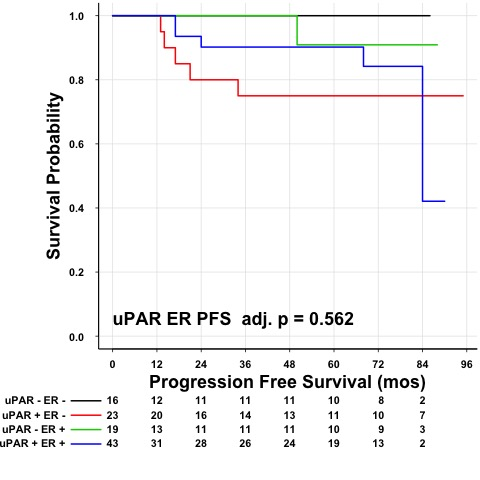 Survival Probability
1.0
0.8
0.6
0.4
0.2
0.0
uPAR ER PFS adj. p = 0.562
0 12 24 36 48 60 72 84 96
Progression Free Survival (mos)
uPAR - ER - 16 12 11 11 11 10 8 2
uPAR + ER - 23 20 16 14 13 11 10 7
uPAR - ER + 19 13 11 11 11 10 9 3
uPAR + ER + 43 31 28 26 24 19 13 2